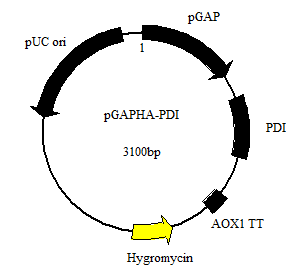 pGAP
pUC ori
1
pGAPHA-PDI
PDI
3100bp
AOX1 TT
Hygromycin